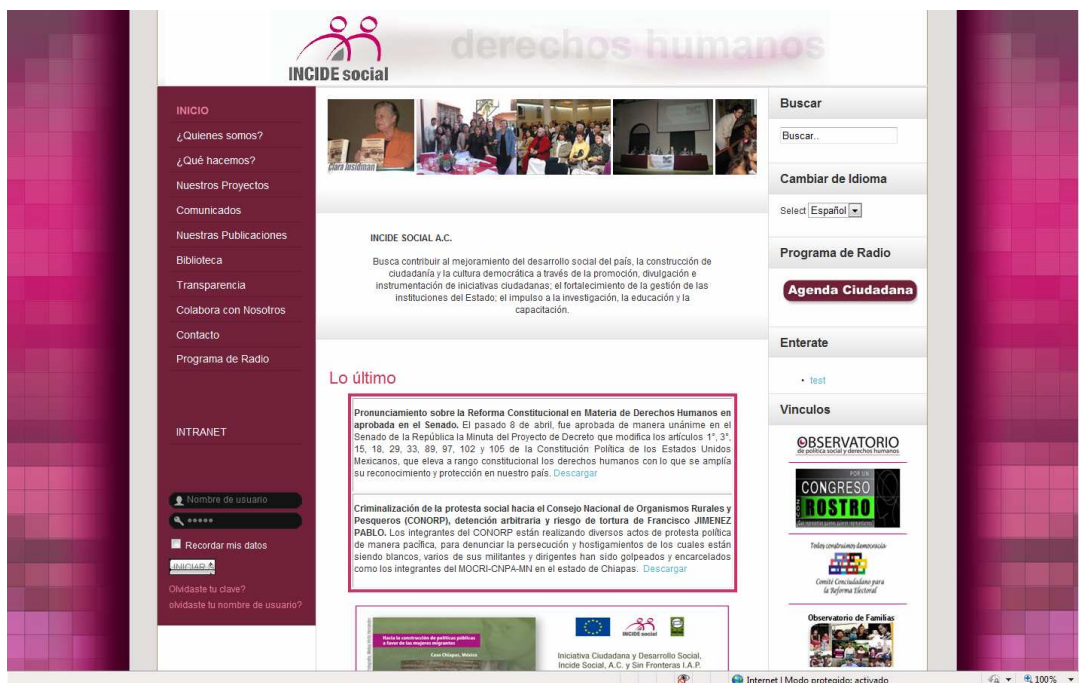 derechos humanos
INCIDE social
INICIO
¿Quienes somos?
¿Qué hacemos?
Nuestros Proyectos
Comunicados
Nuestras Publicaciones
Biblioteca
Transparencia
Colabora con Nosotros
Contacto
Programa de Radio
INTRANET
Nombre de usuario
Recordar mis datos
INICIAR
Olvidaste tu clave?
olvidaste tu nombre de usuario?
Clara Jusidman
INCIDE SOCIAL A.C.
Busca contribuir al mejoramiento del desarrollo social del país, la construcción de
ciudadanía y la cultura democrática a través de la promoción, divulgación e
instrumentación de iniciativas ciudadanas; el fortalecimiento de la gestión de las
instituciones del Estado; el impulso a la investigación, la educación y la
capacitación.
Lo último
Pronunciamiento sobre la Reforma Constitucional en Materia de Derechos Humanos en
aprobada en el Senado. El pasado 8 de abril, fue aprobada de manera unánime en el
Senado de la República la Minuta del Proyecto de Decreto que modifica los artículos 1°, 3°,
15, 18, 29, 33, 89, 97, 102 y 105 de la Constitución Política de los Estados Unidos
Mexicanos, que eleva a rango constitucional los derechos humanos con lo que se amplía
su reconocimiento y protección en nuestro país. Descargar
Criminalización de la protesta social hacia el Consejo Nacional de Organismos Rurales y
Pesqueros (CONORP), detención arbitraria y riesgo de tortura de Francisco JIMENEZ
PABLO. Los integrantes del CONORP están realizando diversos actos de protesta política
de manera pacífica, para denunciar la persecución y hostigamientos de los cuales están
siendo blancos, varios de sus militantes y dirigentes han sido golpeados y encarcelados
como los integrantes del MOCRI-CNPA-MN en el estado de Chiapas. Descargar
Hacia la construcción de políticas públicas
a favor de las mujeres migrantes
Caso Chiapas, México
INCIDE social
Iniciativa Ciudadana y Desarrollo Social,
Incide Social, A.C. y Sin Fronteras I.A.P.
Buscar
Buscar..
Cambiar de Idioma
Select Español
Programa de Radio
Agenda Ciudadana
Enterate
test
Vinculos
OBSERVATORIO
de política social y derechos humanos
POR UN
CONGRESO
CON ROSTRO
Todos construimos democracia
Comité Conciudadano para
la Reforma Electoral
Observatorio de Familias
Internet | Modo protegido: activado
100%